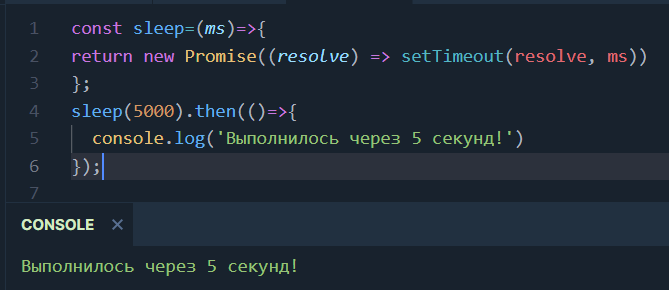 1 const sleep=(ms)=>{
2 return new Promise((resolve) => setTimeout(resolve, ms))
3 };
4 sleep(5000).then(()=>{
5 console.log('Выполнилось через 5 секунд!')
6 });
7
CONSOLE ×
Выполнилось через 5 секунд!